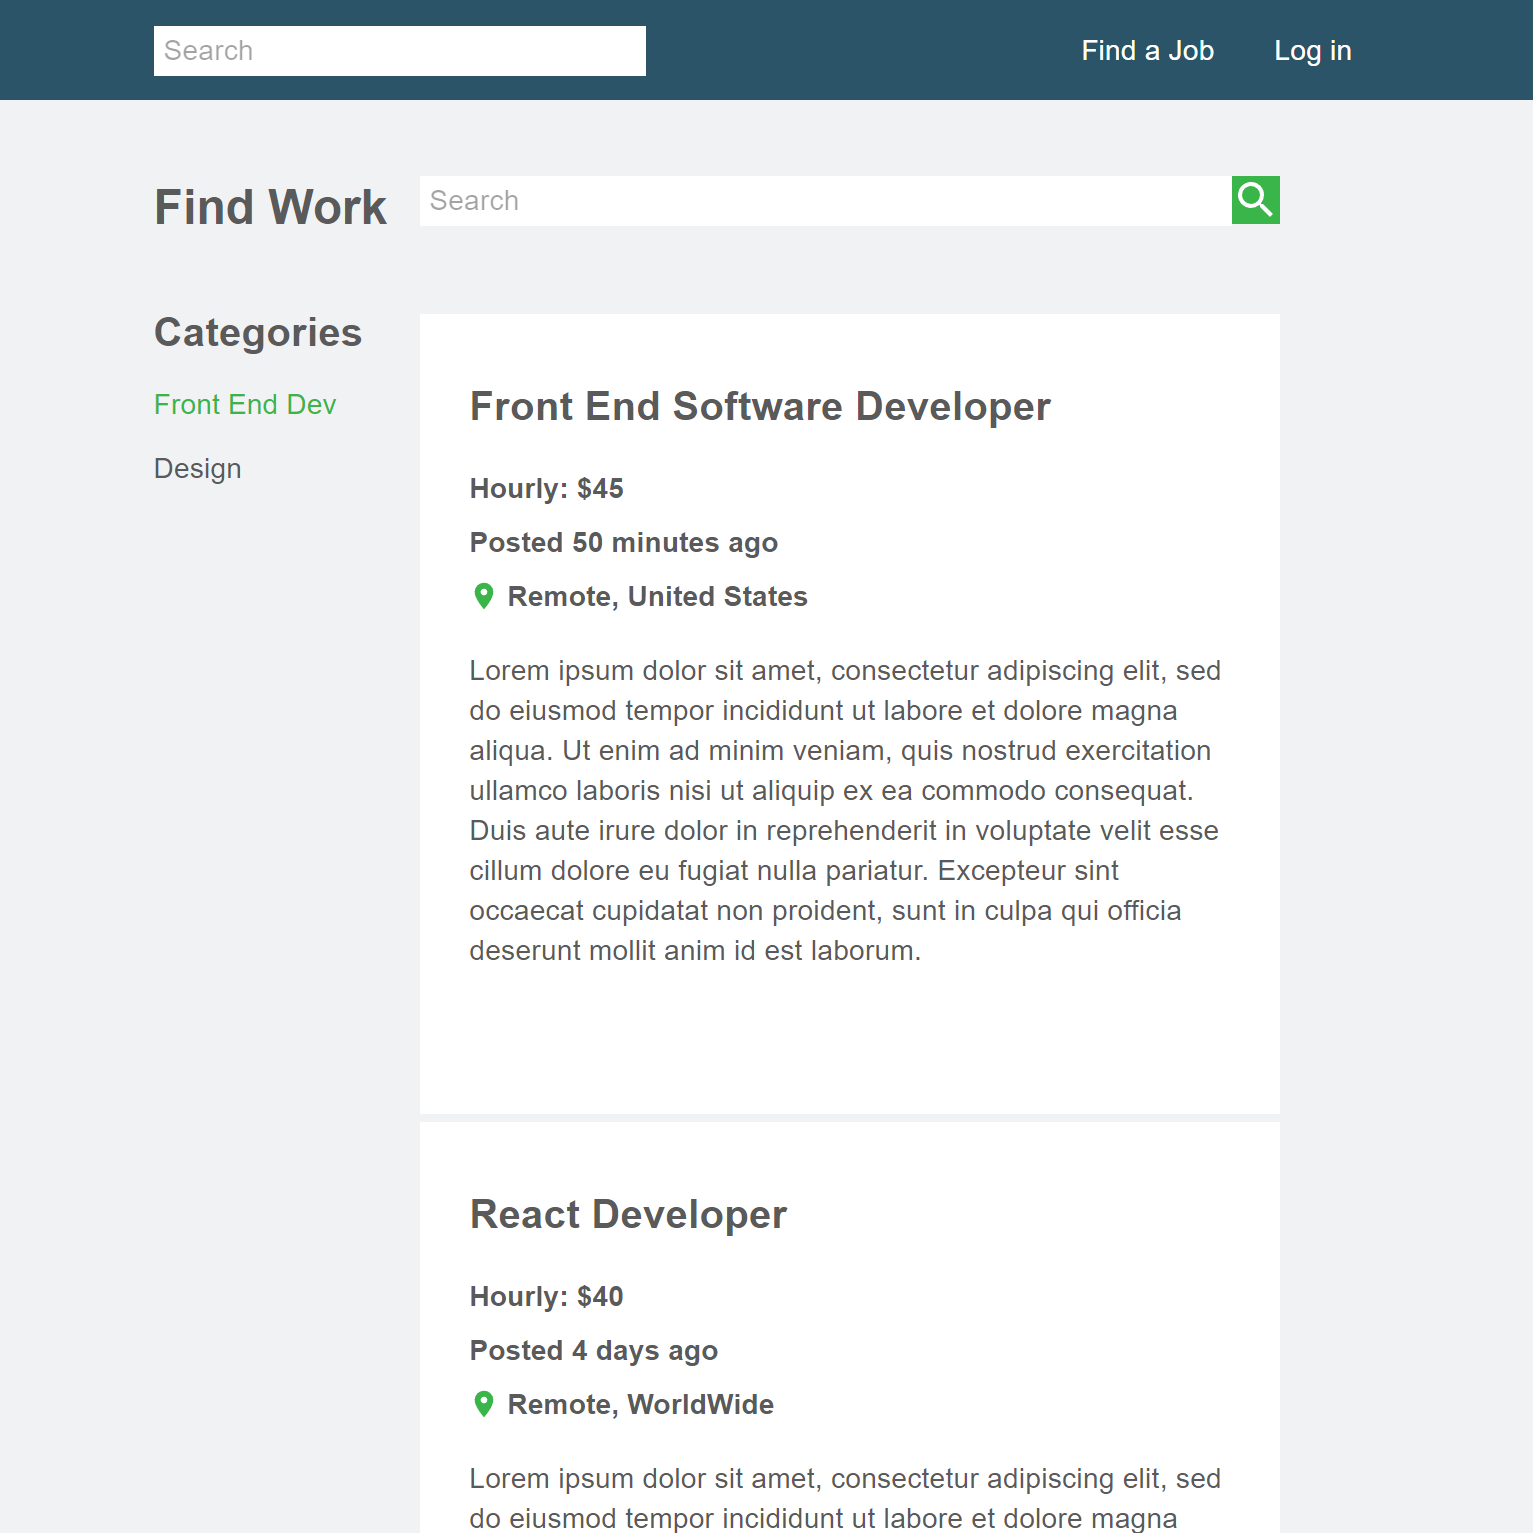 Search
Find a Job
Log in
Find Work
Search
Categories
Front End Dev
Design
Front End Software Developer
Hourly: $45
Posted 50 minutes ago
Remote, United States
Lorem ipsum dolor sit amet, consectetur adipiscing elit, sed
do eiusmod tempor incididunt ut labore et dolore magna
aliqua. Ut enim ad minim veniam, quis nostrud exercitation
ullamco laboris nisi ut aliquip ex ea commodo consequat.
Duis aute irure dolor in reprehenderit in voluptate velit esse
cillum dolore eu fugiat nulla pariatur. Excepteur sint
occaecat cupidatat non proident, sunt in culpa qui officia
deserunt mollit anim id est laborum.
React Developer
Hourly: $40
Posted 4 days ago
Remote, WorldWide
Lorem ipsum dolor sit amet, consectetur adipiscing elit, sed
do eiusmod tempor incididunt ut labore et dolore magna